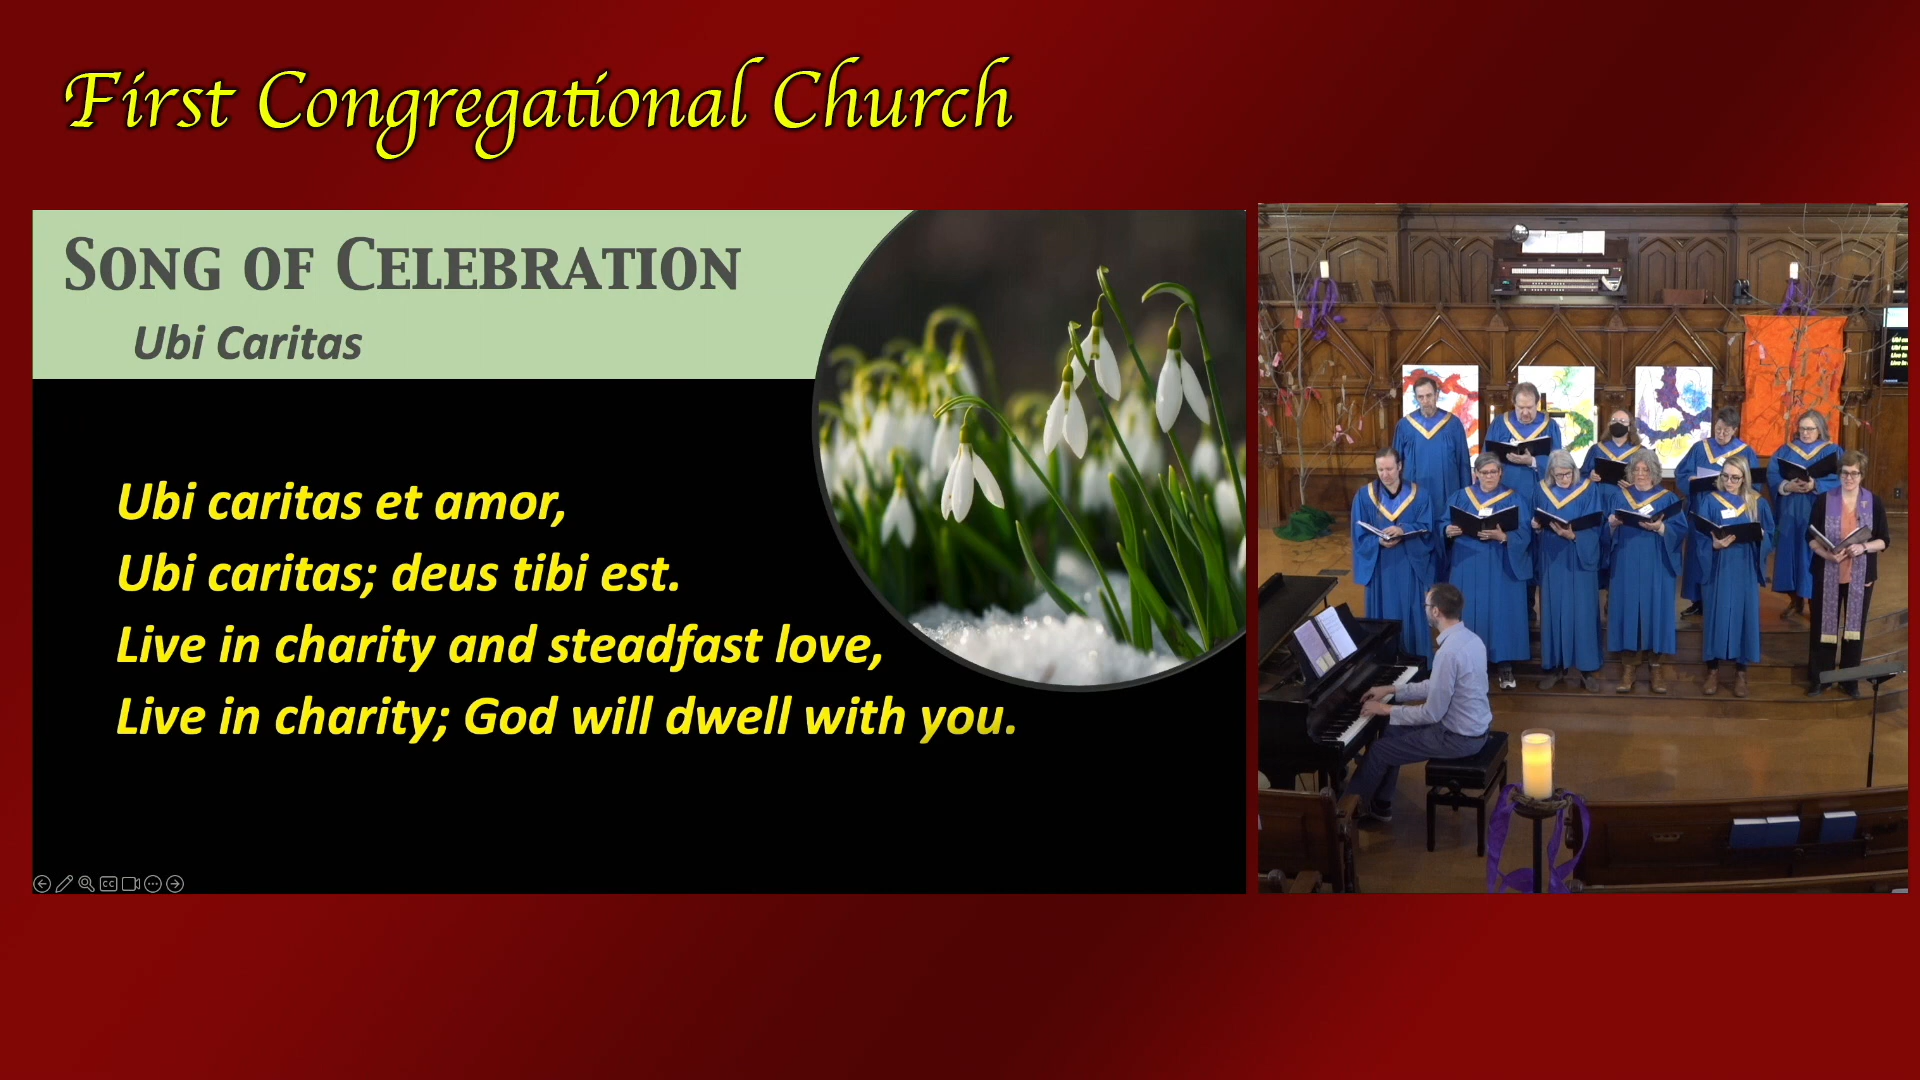 First Congregational Church
Song of Celebration
Ubi Caritas
Ubi caritas et amor,
Ubi caritas; deus tibi est.
Live in charity and steadfast love,
Live in charity; God will dwell with you.